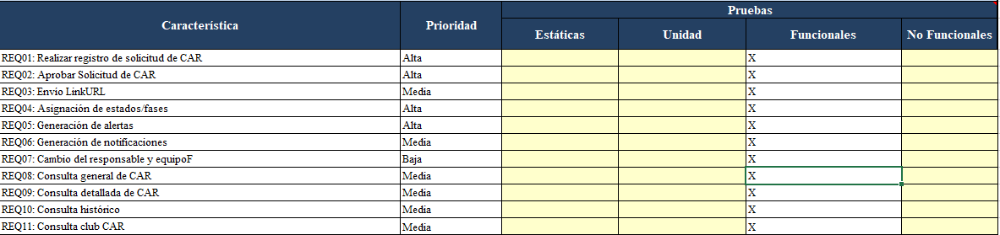 Característica Prioridad Pruebas
Estáticas Unidad Funcionales No Funcionales
REQ01: Realizar registro de solicitud de CAR Alta X
REQ02: Aprobar Solicitud de CAR Alta X
REQ03: Envío LinkURL Media X
REQ04: Asignación de estados/fases Alta X
REQ05: Generación de alertas Alta X
REQ06: Generación de notificaciones Media X
REQ07: Cambio del responsable y equipoF Baja X
REQ08: Consulta general de CAR Media X
REQ09: Consulta detallada de CAR Media X
REQ10: Consulta histórico Media X
REQ11: Consulta club CAR Media X